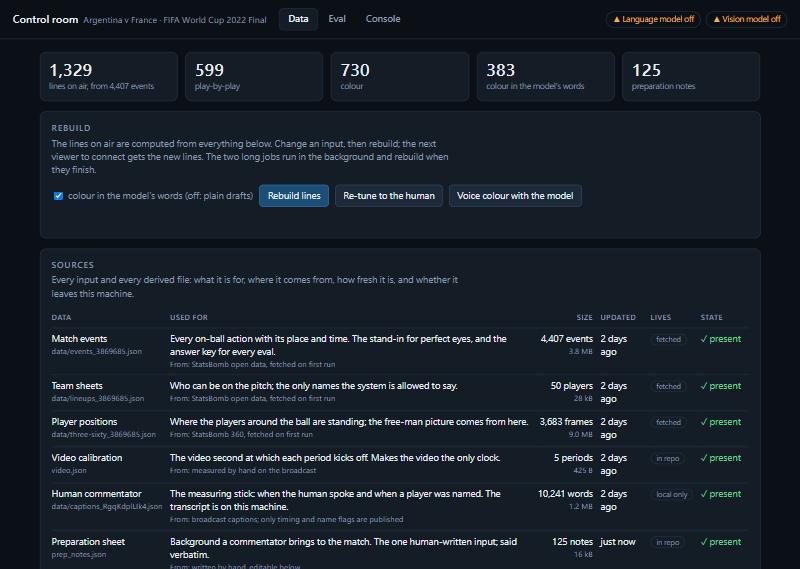 Control room Argentina v France · FIFA World Cup 2022 Final Data Eval Console ▲ Language model off ▲ Vision model off
1,329 599 730 383 125
lines on air, from 4,407 events play-by-play colour colour in the model's words preparation notes
REBUILD
The lines on air are computed from everything below. Change an input, then rebuild; the next
viewer to connect gets the new lines. The two long jobs run in the background and rebuild when
they finish.
colour in the model's words (off: plain drafts) Rebuild lines Re-tune to the human Voice colour with the model
SOURCES
Every input and every derived file: what it is for, where it comes from, how fresh it is, and whether it
leaves this machine.
DATA USED FOR SIZE UPDATED LIVES STATE
Match events Every on-ball action with its place and time. The stand-in for perfect eyes, and the 4,407 events 2 days fetched ✓ present
data/events_3869685.json answer key for every eval. 3.8 MB ago
From: StatsBomb open data, fetched on first run
Team sheets Who can be on the pitch; the only names the system is allowed to say. 50 players 2 days fetched ✓ present
data/lineups_3869685.json From: StatsBomb open data, fetched on first run 28 kB ago
Player positions Where the players around the ball are standing; the free-man picture comes from here. 3,683 frames 2 days fetched ✓ present
data/three-sixty_3869685.json From: StatsBomb 360, fetched on first run 9.0 MB ago
Video calibration The video second at which each period kicks off. Makes the video the only clock. 5 periods 2 days in repo ✓ present
video.json From: measured by hand on the broadcast 425 B ago
Human commentator The measuring stick: when the human spoke and when a player was named. The 10,241 words 2 days local only ✓ present
data/captions_RgqKdplLlk4.json transcript is on this machine. 1.2 MB ago
From: broadcast captions; only timing and name flags are published
Preparation sheet Background a commentator brings to the match. The one human-written input; said 125 notes just now in repo ✓ present
prep_notes.json verbatim. 16 kB
From: written by hand, editable below